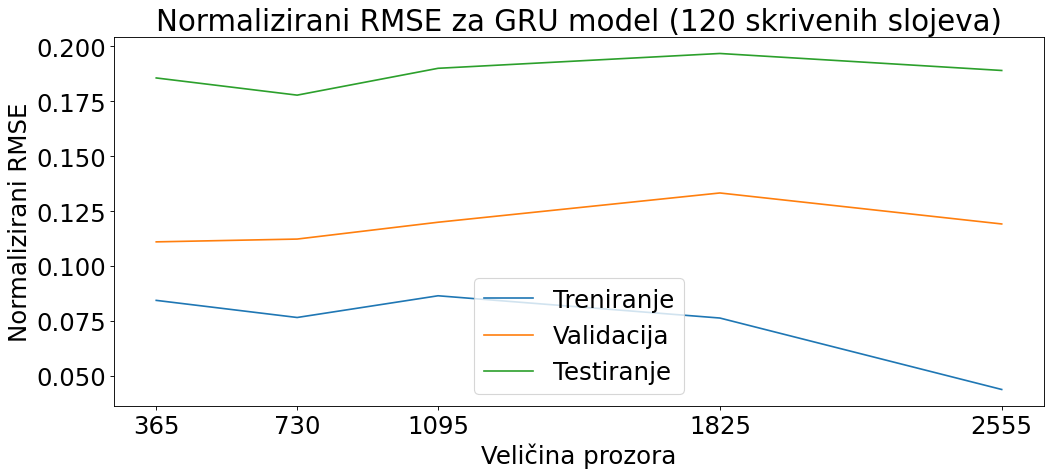 Normalizirani RMSE za GRU model (120 skrivenih slojeva)
Normalizirani RMSE
0.200
0.175
0.150
0.125
0.100
0.075
0.050
Treniranje
Validacija
Testiranje
365 730 1095 1825 2555
Veličina prozora